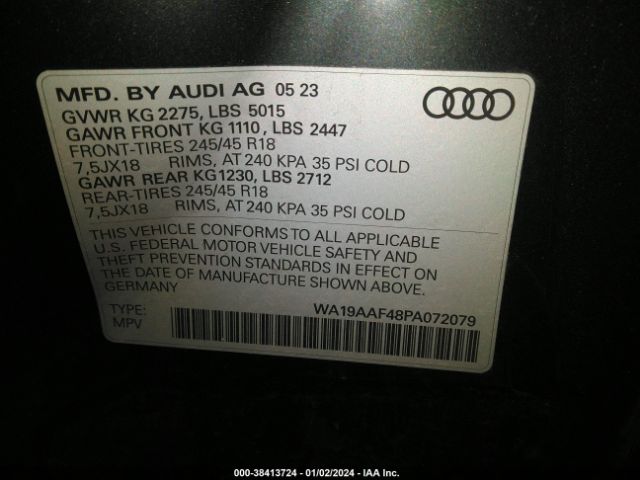 MFD. BY AUDI AG 05 23
GVWR KG 2275, LBS 5015
GAWR FRONT KG 1110, LBS 2447
FRONT-TIRES 245/45 R18
7,5JX18 RIMS, AT 240 KPA 35 PSI COLD
GAWR REAR KG1230, LBS 2712
REAR-TIRES 245/45 R18
7,5JX18 RIMS, AT 240 KPA 35 PSI COLD
THIS VEHICLE CONFORMS TO ALL APPLICABLE
U.S. FEDERAL MOTOR VEHICLE SAFETY AND
THEFT PREVENTION STANDARDS IN EFFECT ON
THE DATE OF MANUFACTURE SHOWN ABOVE.
GERMANY
TYPE: WA19AAF48PA072079
MPV
000-38413724 - 01/02/2024 - IAA Inc.